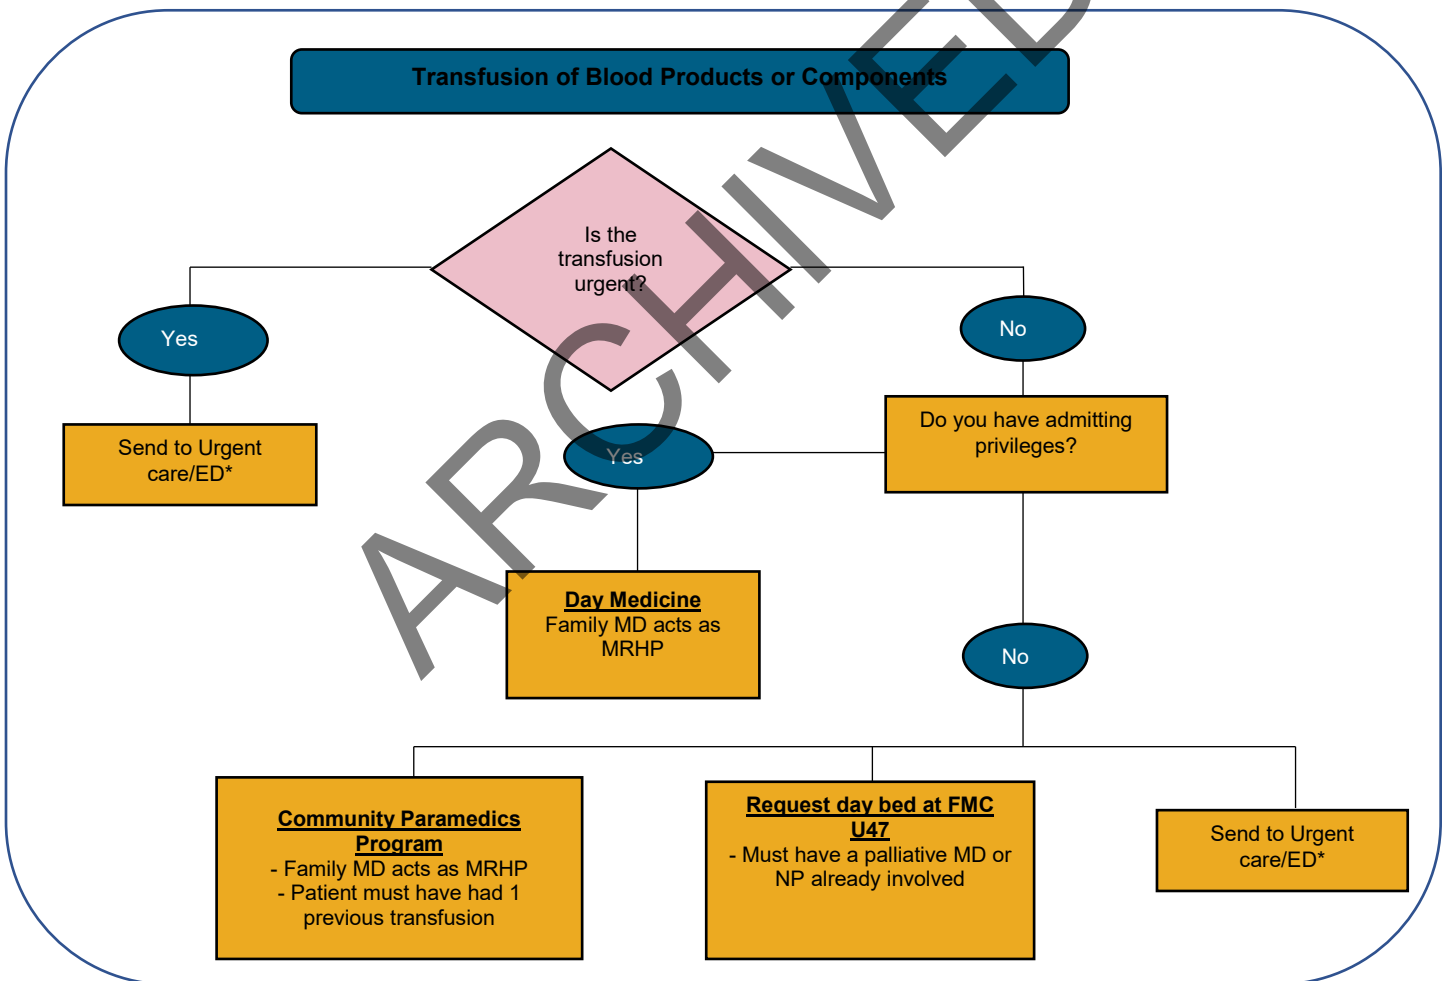 Transfusion of Blood Products or Components
Is the
transfusion
urgent?
Yes
No
Send to Urgent
care/ED*
Do you have admitting
privileges?
Yes
Day Medicine
Family MD acts as
MRHP
No
Community Paramedics
Program
- Family MD acts as MRHP
- Patient must have had 1
previous transfusion
Request day bed at FMC
U47
- Must have a palliative MD or
NP already involved
Send to Urgent
care/ED*
ARCHIVED